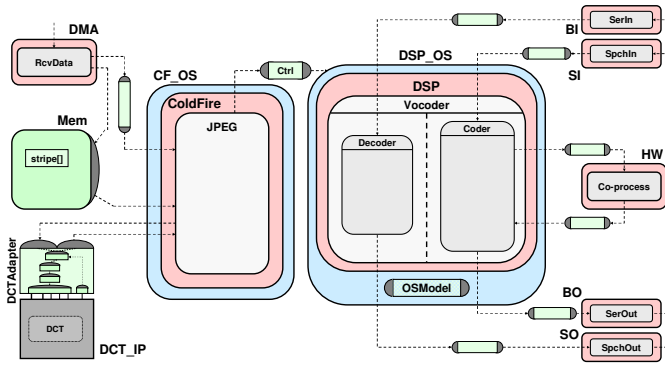 DMA
RcvData
Mem
stripe[]
DCTAdapter
DCT
DCT_IP
CF_OS
ColdFire
JPEG
Ctrl
DSP_OS
DSP
Vocoder
Decoder
Coder
OSModel
BI
SerIn
SI
SpchIn
HW
Co-process
BO
SerOut
SO
SpchOut